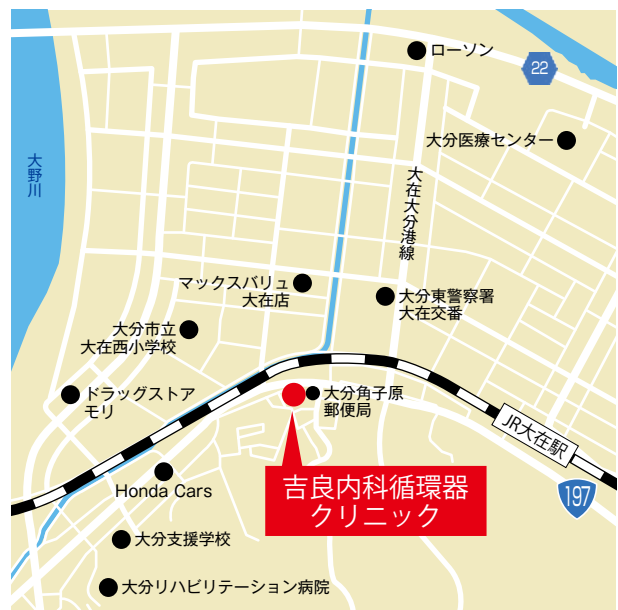 ローソン
22
大分医療センター
大野川
大在大分港線
マックスバリュ
大在店
大分東警察署
大在交番
大分市立
大在西小学校
ドラッグストア
モリ
大分角子原
郵便局
JR大在駅
吉良内科循環器
クリニック
Honda Cars
197
大分支援学校
大分リハビリテーション病院